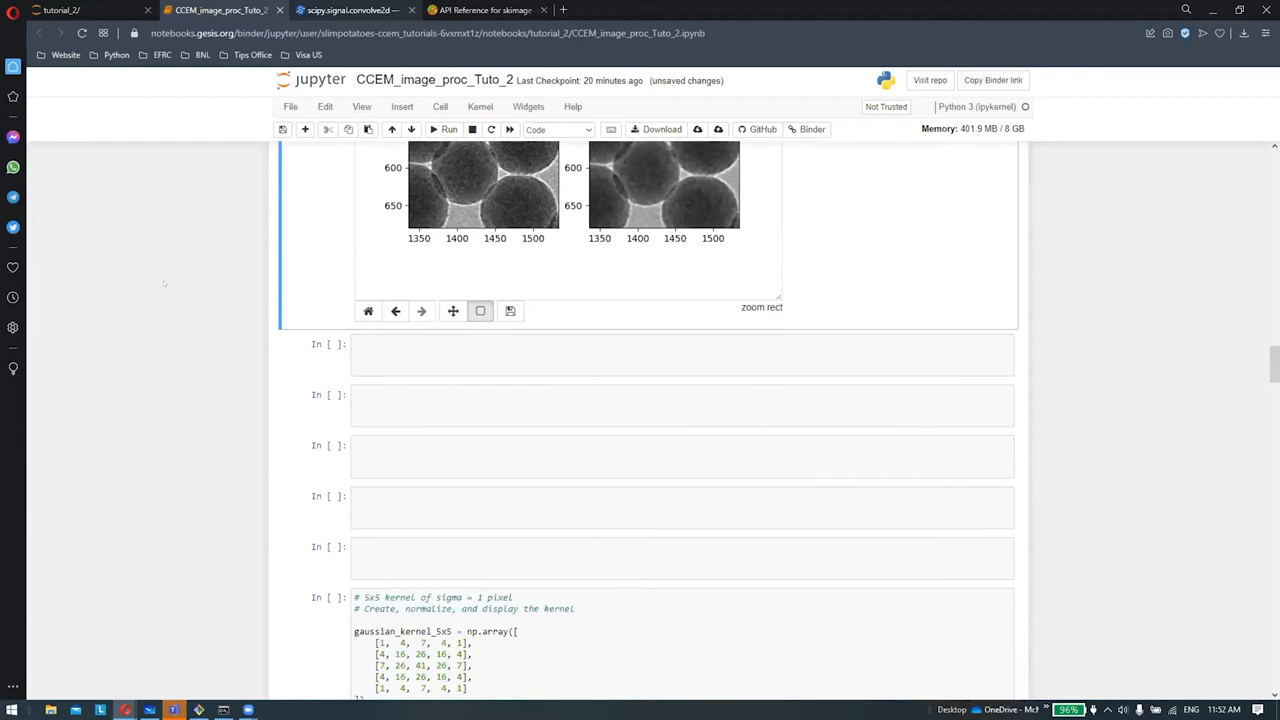 tutorial_2/
CCEM_image_proc_Tuto_2
scipy.signal.convolve2d —
API Reference for skimage
notebooks.gesis.org/binder/jupyter/user/slimpotatoes-ccem_tutorials-6vxmxt1z/notebooks/tutorial_2/CCEM_image_proc_Tuto_2.ipynb
Website Python EFRC BNL Tips Office Visa US
jupyter CCEM_image_proc_Tuto_2 Last Checkpoint: 20 minutes ago (unsaved changes)
Visit repo Copy Binder link
File Edit View Insert Cell Kernel Widgets Help
Not Trusted Python 3 (ipykernel)
Run Code Download GitHub Binder Memory: 401.9 MB / 8 GB
600 600
650 650
1350 1400 1450 1500 1350 1400 1450 1500
zoom rect
In [ ]:
In [ ]:
In [ ]:
In [ ]:
In [ ]:
In [ ]: # 5x5 kernel of sigma = 1 pixel
# Create, normalize, and display the kernel
gaussian_kernel_5x5 = np.array([
[1, 4, 7, 4, 1],
[4, 16, 26, 16, 4],
[7, 26, 41, 26, 7],
[4, 16, 26, 16, 4],
[1, 4, 7, 4, 1]
])
Desktop OneDrive - McM 96% ENG 11:52 AM